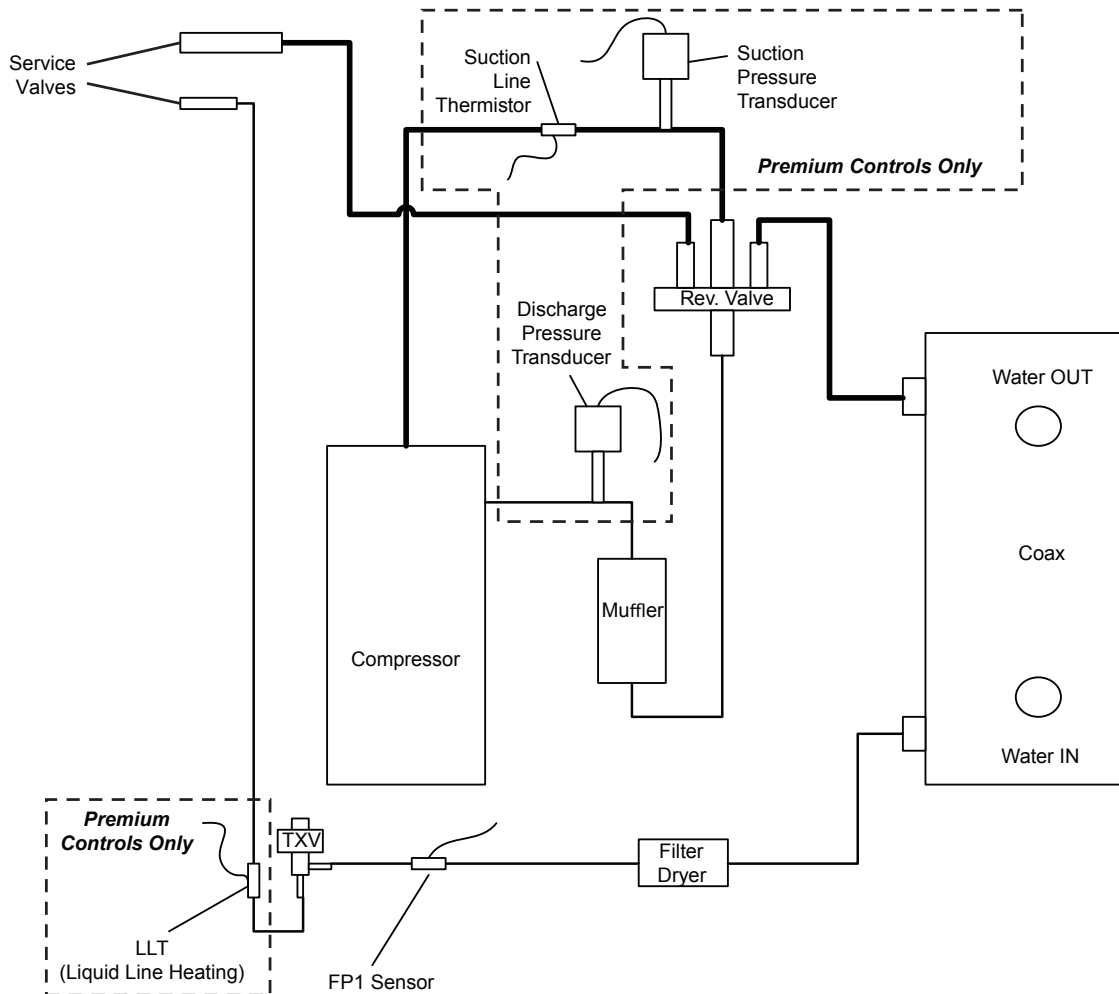 Service
Valves
Suction
Line
Thermistor
Suction
Pressure
Transducer
Premium Controls Only
Rev. Valve
Discharge
Pressure
Transducer
Water OUT
Coax
Water IN
Muffler
Compressor
Premium
Controls Only
TXV
Filter
Dryer
LLT
(Liquid Line Heating)
FP1 Sensor